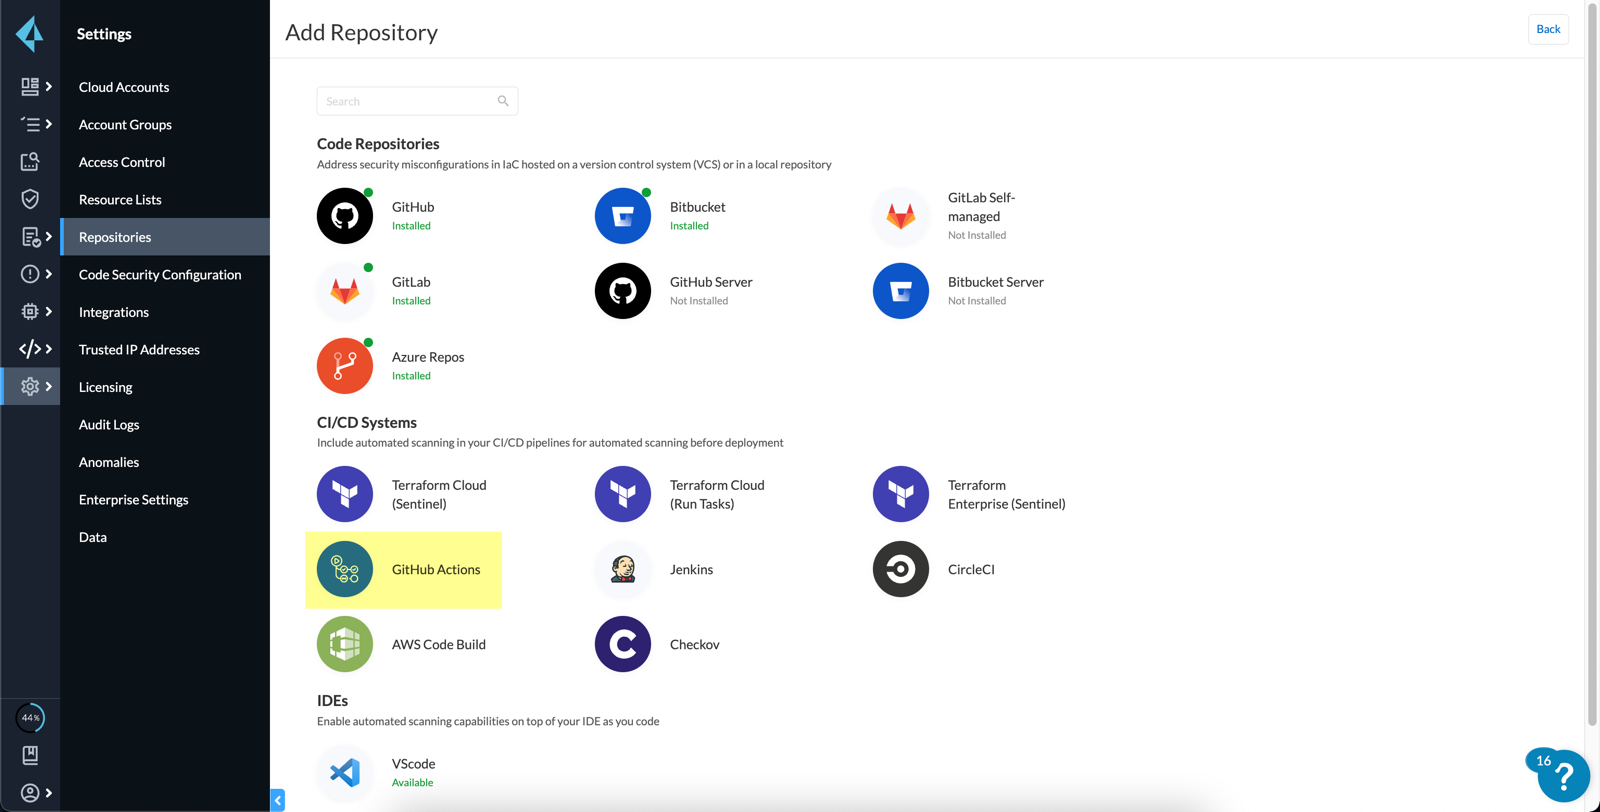 Settings
Cloud Accounts
Account Groups
Access Control
Resource Lists
Repositories
Code Security Configuration
Integrations
Trusted IP Addresses
Licensing
Audit Logs
Anomalies
Enterprise Settings
Data
44%
Add Repository
Back
Search
Code Repositories
Address security misconfigurations in IaC hosted on a version control system (VCS) or in a local repository
GitHub
Installed
Bitbucket
Installed
GitLab Self-
managed
Not Installed
GitLab
Installed
GitHub Server
Not Installed
Bitbucket Server
Not Installed
Azure Repos
Installed
CI/CD Systems
Include automated scanning in your CI/CD pipelines for automated scanning before deployment
Terraform Cloud
(Sentinel)
Terraform Cloud
(Run Tasks)
Terraform
Enterprise (Sentinel)
GitHub Actions
Jenkins
CircleCI
AWS Code Build
Checkov
IDEs
Enable automated scanning capabilities on top of your IDE as you code
VScode
Available
16
?